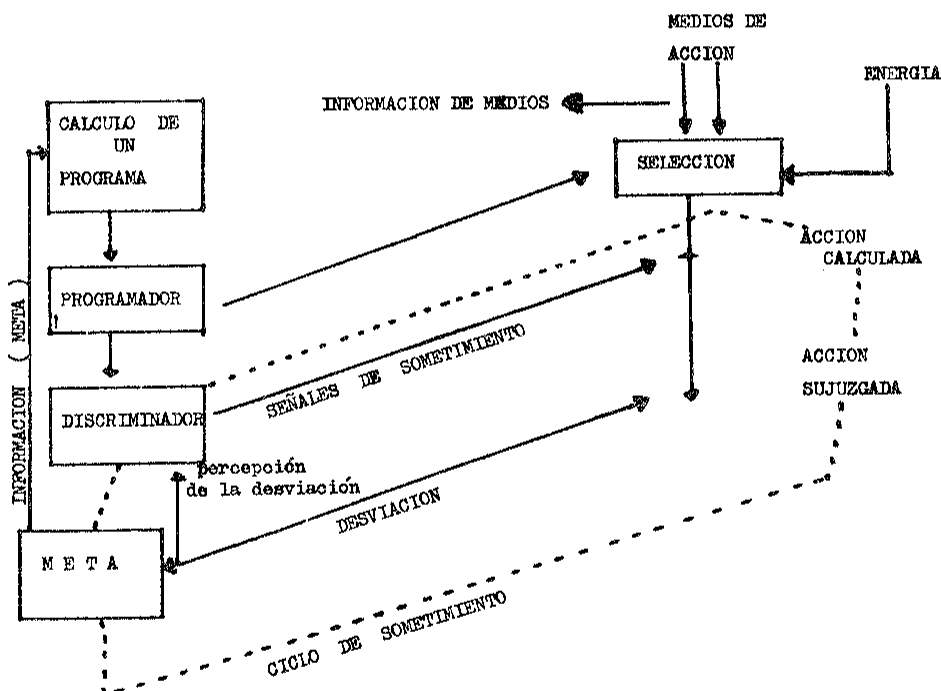 MEDIOS DE
ACCION
ENERGIA
INFORMACION DE MEDIOS
CALCULO DE
UN
PROGRAMA
SELECCION
ACCION
CALCULADA
PROGRAMADOR
INFORMACION ( META )
SEÑALES DE SOMETIMIENTO
ACCION
SUJUZGADA
DISCRIMINADOR
percepción
de la desviación
DESVIACION
M E T A
CICLO DE SOMETIMIENTO